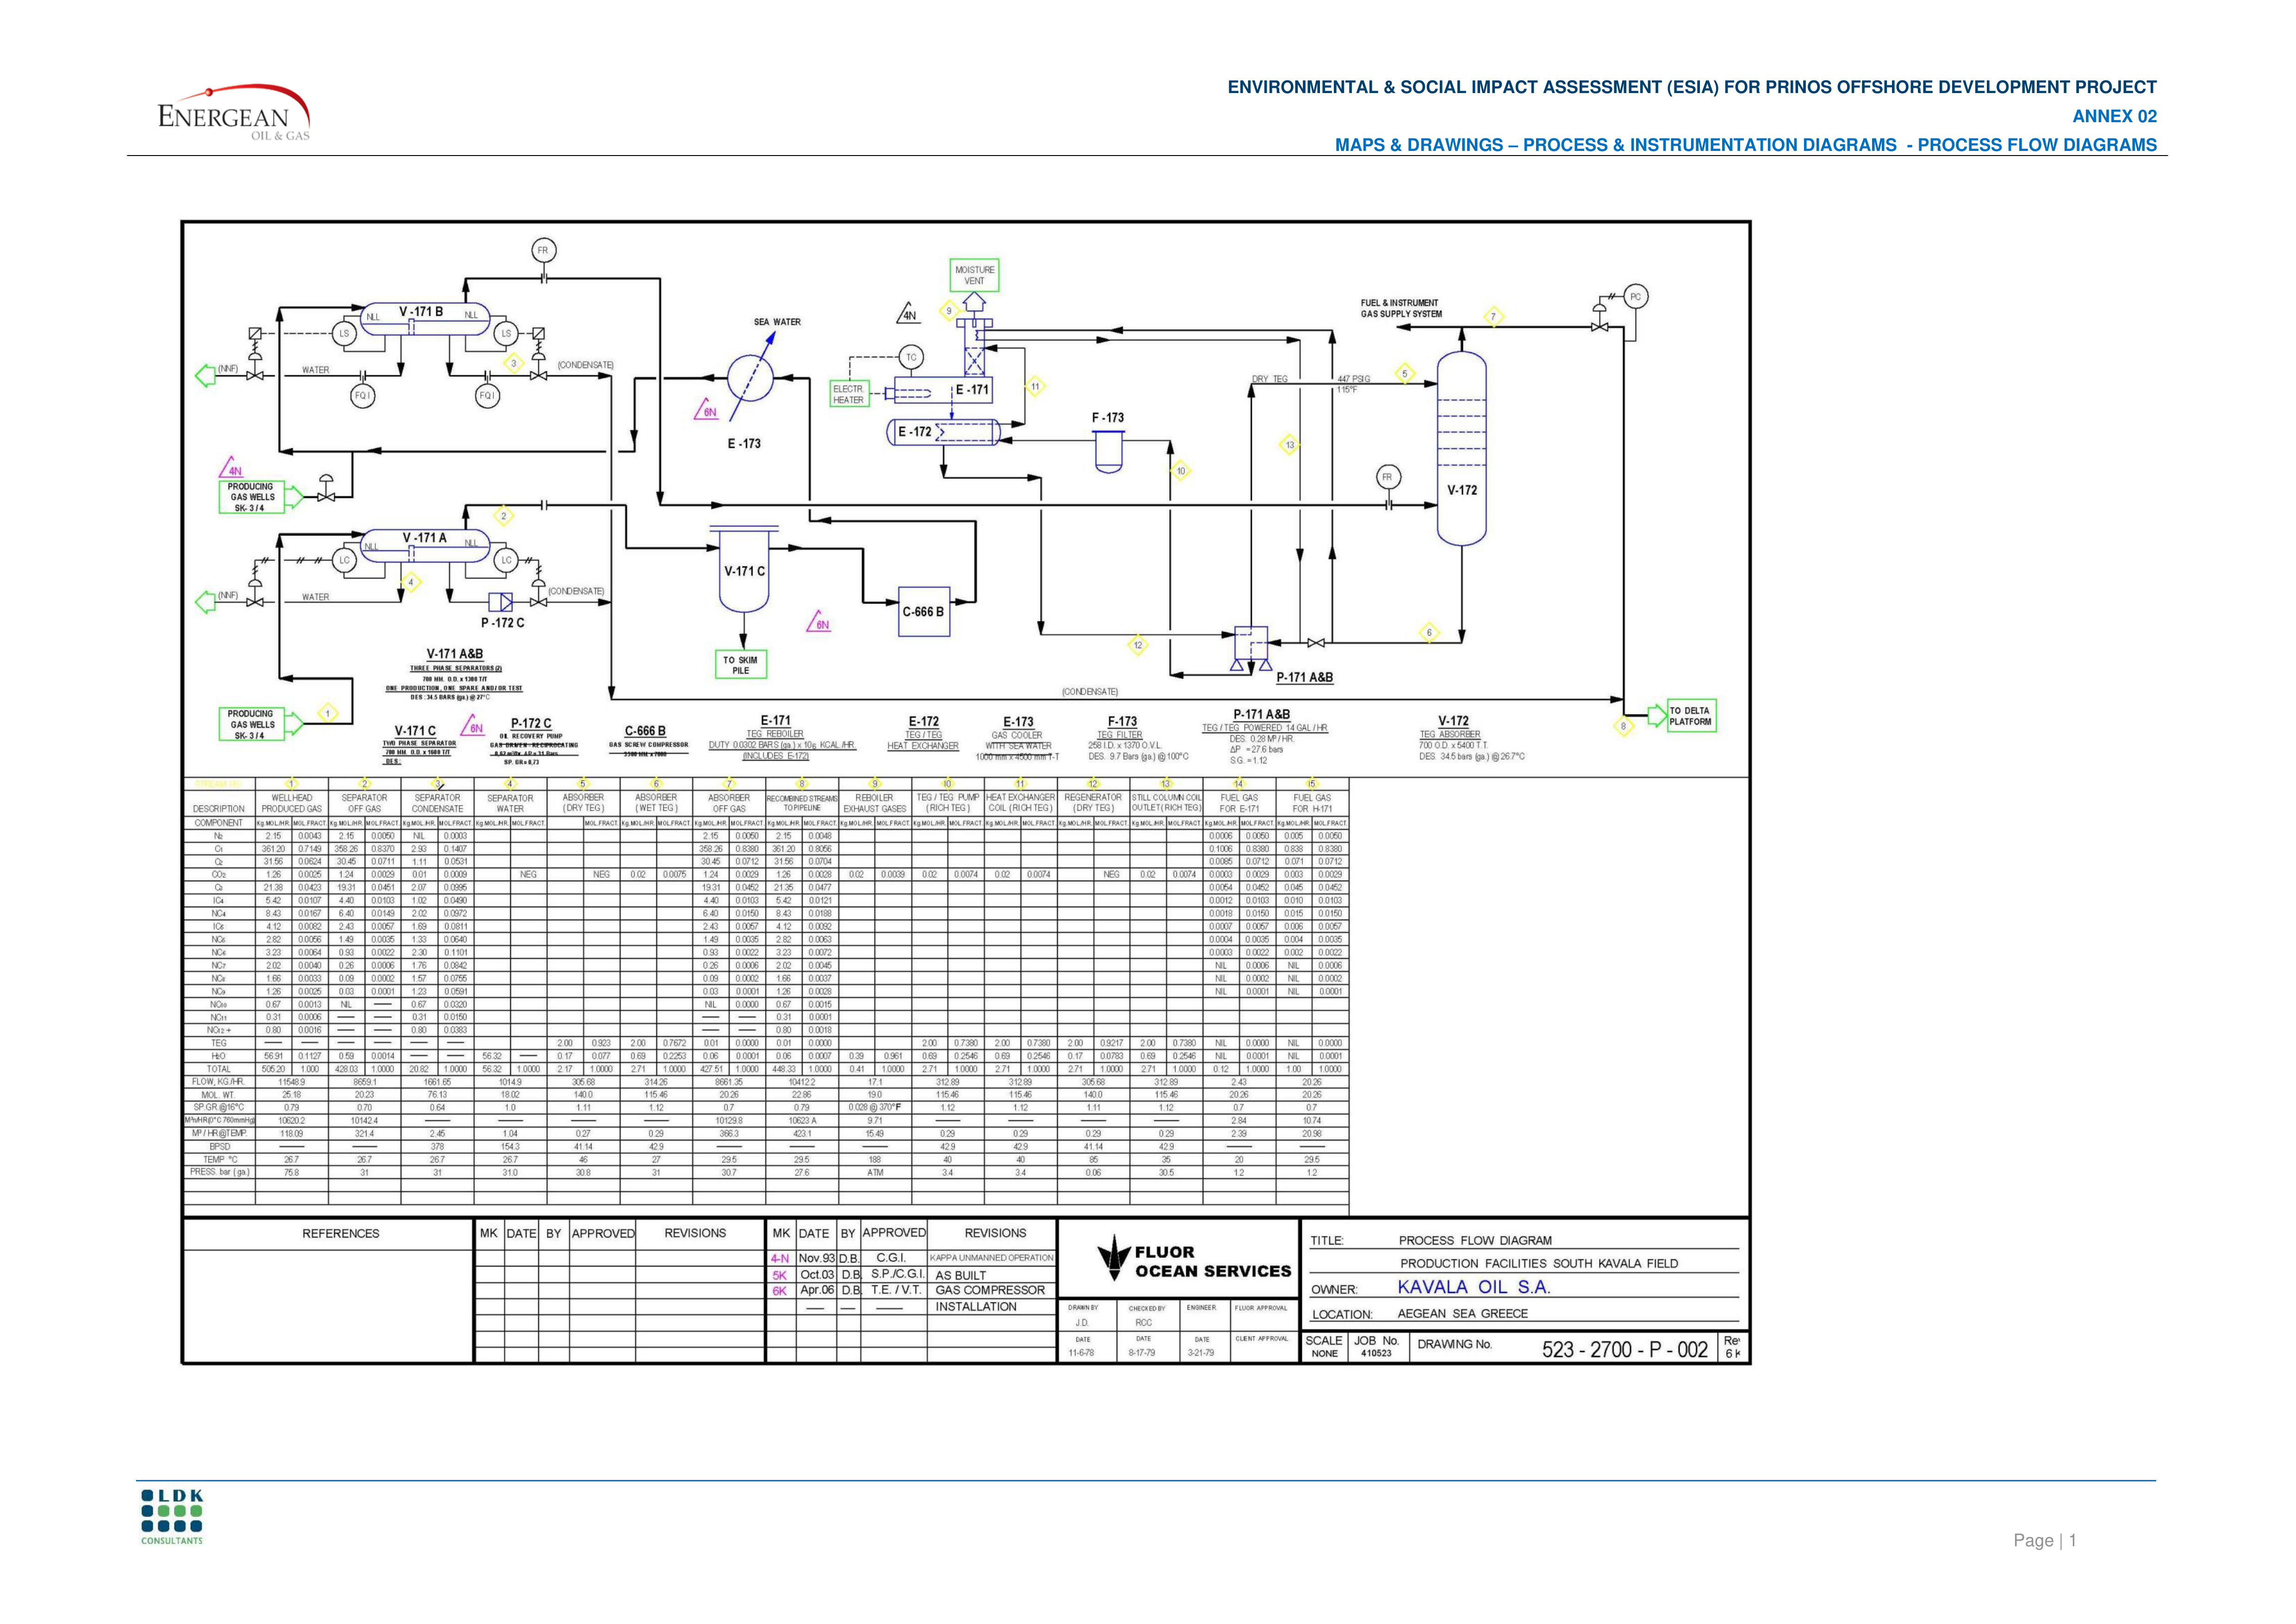 ENERGEAN
OIL & GAS
ENVIRONMENTAL & SOCIAL IMPACT ASSESSMENT (ESIA) FOR PRINOS OFFSHORE DEVELOPMENT PROJECT
ANNEX 02
MAPS & DRAWINGS – PROCESS & INSTRUMENTATION DIAGRAMS - PROCESS FLOW DIAGRAMS
FR
V-171 B
NLL
NLL
LS
LS
3
(NNF)
WATER
FQI
FQI
(CONDENSATE)
4N
PRODUCING
GAS WELLS
SK-3/4
2
V-171 A
NLL
NLL
LC
LC
4
(NNF)
WATER
(CONDENSATE)
P-172 C
PRODUCING
GAS WELLS
SK-3/4
1
SEA WATER
6N
E-173
4N
MOISTURE
VENT
9
TC
ELECTR.
HEATER
E-171
11
E-172
F-173
10
V-171 C
TO SKIM
PILE
6N
C-666 B
FUEL & INSTRUMENT
GAS SUPPLY SYSTEM
7
PC
DRY TEG
447 PSIG
115°F
5
13
FR
V-172
6
12
P-171 A&B
(CONDENSATE)
8
TO DELTA
PLATFORM
V-171 A&B
THREE PHASE SEPARATORS (2)
700 MM. O.D. x 1300 T/T
ONE PRODUCTION, ONE SPARE AND/OR TEST
DES: 34.5 BARS (ga.) @ 27°C
V-171 C
TWO PHASE SEPARATOR
700 MM. O.D. x 1600 T/T
DES:
6N
P-172 C
OIL RECOVERY PUMP
GAS DRIVEN - RECIPROCATING
SP. GR = 0,73
C-666 B
GAS SCREW COMPRESSOR
E-171
TEG REBOILER
DUTY 0.0302 BARS (ga.) x 10 KCAL./HR.
(INCLUDES E-172)
E-172
TEG / TEG
HEAT EXCHANGER
E-173
GAS COOLER
WITH SEA WATER
1000 mm x 4500 mm T-T
F-173
TEG FILTER
258 I.D. x 1370 O.V.L.
DES. 9.7 Bars (ga.) @ 100°C
P-171 A&B
TEG / TEG POWERED 14 GAL / HR.
DES. 0.28 M³ / HR.
ΔP = 27.6 bars
S.G. = 1.12
V-172
TEG ABSORBER
700 O.D. x 5400 T.T.
DES. 34.5 bars (ga.) @ 26.7°C
1 2 3 4 5 6 7 8 9 10 11 12 13 14 15
DESCRIPTION WELLHEAD PRODUCED GAS SEPARATOR OFF GAS SEPARATOR CONDENSATE SEPARATOR WATER ABSORBER (DRY TEG) ABSORBER (WET TEG) ABSORBER OFF GAS RECOMBINED STREAMS TO PIPELINE REBOILER EXHAUST GASES TEG / TEG PUMP (RICH TEG) HEAT EXCHANGER COIL (RICH TEG) REGENERATOR (DRY TEG) STILL COLUMN COIL OUTLET (RICH TEG) FUEL GAS FOR E-171 FUEL GAS FOR H-171
COMPONENT Kg.MOL./HR. MOL.FRACT. Kg.MOL./HR. MOL.FRACT. Kg.MOL./HR. MOL.FRACT. Kg.MOL./HR. MOL.FRACT. MOL.FRACT. Kg.MOL./HR. MOL.FRACT. Kg.MOL./HR. MOL.FRACT. Kg.MOL./HR. MOL.FRACT. Kg.MOL./HR. MOL.FRACT. Kg.MOL./HR. MOL.FRACT. Kg.MOL./HR. MOL.FRACT. Kg.MOL./HR. MOL.FRACT. Kg.MOL./HR. MOL.FRACT. Kg.MOL./HR. MOL.FRACT. Kg.MOL./HR. MOL.FRACT.
N₂ 2.15 0.0043 2.15 0.0050 NIL 0.0003 2.15 0.0050 2.15 0.0048 0.0006 0.0050 0.005 0.0050
C₁ 361.20 0.7149 358.26 0.8370 2.93 0.1407 358.26 0.8380 361.20 0.8056 0.1006 0.8380 0.838 0.8380
C₂ 31.56 0.0624 30.45 0.0711 1.11 0.0531 30.45 0.0712 31.56 0.0704 0.0085 0.0712 0.071 0.0712
CO₂ 1.26 0.0025 1.24 0.0029 0.01 0.0009 NEG NEG 0.02 0.0075 1.24 0.0029 1.26 0.0028 0.02 0.0039 0.02 0.0074 0.02 0.0074 NEG 0.02 0.0074 0.0003 0.0029 0.003 0.0029
C₃ 21.38 0.0423 19.31 0.0451 2.07 0.0995 19.31 0.0452 21.35 0.0477 0.0054 0.0452 0.045 0.0452
IC₄ 5.42 0.0107 4.40 0.0103 1.02 0.0490 4.40 0.0103 5.42 0.0121 0.0012 0.0103 0.010 0.0103
NC₄ 8.43 0.0167 6.40 0.0149 2.02 0.0972 6.40 0.0150 8.43 0.0188 0.0018 0.0150 0.015 0.0150
IC₅ 4.12 0.0082 2.43 0.0057 1.69 0.0811 2.43 0.0057 4.12 0.0092 0.0007 0.0057 0.006 0.0057
NC₅ 2.82 0.0056 1.49 0.0035 1.33 0.0640 1.49 0.0035 2.82 0.0063 0.0004 0.0035 0.004 0.0035
NC₆ 3.23 0.0064 0.93 0.0022 2.30 0.1101 0.93 0.0022 3.23 0.0072 0.0003 0.0022 0.002 0.0022
NC₇ 2.02 0.0040 0.26 0.0006 1.76 0.0842 0.26 0.0006 2.02 0.0045 NIL 0.0006 NIL 0.0006
NC₈ 1.66 0.0033 0.09 0.0002 1.57 0.0755 0.09 0.0002 1.66 0.0037 NIL 0.0002 NIL 0.0002
NC₉ 1.26 0.0025 0.03 0.0001 1.23 0.0591 0.03 0.0001 1.26 0.0028 NIL 0.0001 NIL 0.0001
NC₁₀ 0.67 0.0013 NIL — 0.67 0.0320 NIL 0.0000 0.67 0.0015
NC₁₁ 0.31 0.0006 — — 0.31 0.0150 — — 0.31 0.0001
NC₁₂+ 0.80 0.0016 — — 0.80 0.0383 — — 0.80 0.0018
TEG — — — — — — 2.00 0.923 2.00 0.7672 0.01 0.0000 0.01 0.0000 2.00 0.7380 2.00 0.7380 2.00 0.9217 2.00 0.7380 NIL 0.0000 NIL 0.0000
H₂O 56.91 0.1127 0.59 0.0014 — — 56.32 — 0.17 0.077 0.69 0.2253 0.06 0.0001 0.06 0.0007 0.39 0.961 0.69 0.2546 0.69 0.2546 0.17 0.0783 0.69 0.2546 NIL 0.0001 NIL 0.0001
TOTAL 505.20 1.000 428.03 1.0000 20.82 1.0000 56.32 1.0000 2.17 1.0000 2.71 1.0000 427.51 1.0000 448.33 1.0000 0.41 1.0000 2.71 1.0000 2.71 1.0000 2.71 1.0000 2.71 1.0000 0.12 1.0000 1.00 1.0000
FLOW, KG./HR. 11548.9 8659.1 1661.65 1014.9 305.68 314.26 8661.35 10412.2 17.1 312.89 312.89 305.68 312.89 2.43 20.26
MOL. WT. 25.18 20.23 76.13 18.02 140.0 115.46 20.26 22.86 19.0 115.46 115.46 140.0 115.46 20.26 20.26
SP.GR.@16°C 0.79 0.70 0.64 1.0 1.11 1.12 0.7 0.79 0.028 @ 370°F 1.12 1.12 1.11 1.12 0.7 0.7
M³n/HR(0°C 760mmHg) 10620.2 10142.4 — — — — 10129.8 10623 A 9.71 — — — — 2.84 10.74
M³ / HR@TEMP. 118.09 321.4 2.45 1.04 0.27 0.29 366.3 423.1 15.49 0.29 0.29 0.29 0.29 2.39 20.98
BPSD — — 378 154.3 41.14 42.9 — — — 42.9 42.9 41.14 42.9 — —
TEMP °C 26.7 26.7 26.7 26.7 46 27 29.5 29.5 188 40 40 85 35 20 29.5
PRESS. bar (ga.) 75.8 31 31 31.0 30.8 31 30.7 27.6 ATM 3.4 3.4 0.06 30.5 1.2 1.2
REFERENCES
MK DATE BY APPROVED REVISIONS
MK DATE BY APPROVED REVISIONS
4-N Nov.93 D.B. C.G.I. KAPPA UNMANNED OPERATION
5K Oct.03 D.B. S.P./C.G.I. AS BUILT
6K Apr.06 D.B. T.E. / V.T. GAS COMPRESSOR
— — — INSTALLATION
FLUOR
OCEAN SERVICES
DRAWN BY CHECKED BY ENGINEER FLUOR APPROVAL
J.D. RCC
DATE DATE DATE CLIENT APPROVAL
11-6-78 8-17-79 3-21-79
TITLE: PROCESS FLOW DIAGRAM
PRODUCTION FACILITIES SOUTH KAVALA FIELD
OWNER: KAVALA OIL S.A.
LOCATION: AEGEAN SEA GREECE
SCALE NONE
JOB No. 410523
DRAWING No. 523 - 2700 - P - 002
Rev 6 K
LDK
CONSULTANTS
Page | 1